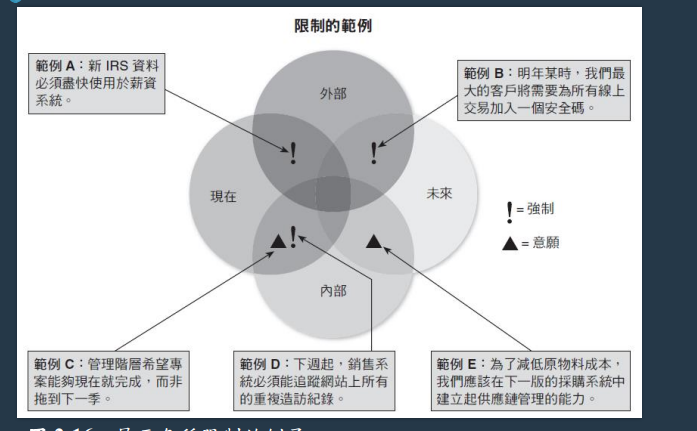 限制的範例
範例 A：新 IRS 資料
必須盡快使用於薪資
系統。
範例 B：明年某時，我們最
大的客戶將需要為所有線上
交易加入一個安全碼。
外部
現在
未來
內部
！= 強制
▲ = 意願
範例 C：管理階層希望專
案能夠現在就完成，而非
拖到下一季。
範例 D：下週起，銷售系
統必須能追蹤網站上所有
的重複造訪紀錄。
範例 E：為了減低原物料成本，
我們應該在下一版的採購系統中
建立起供應鏈管理的能力。